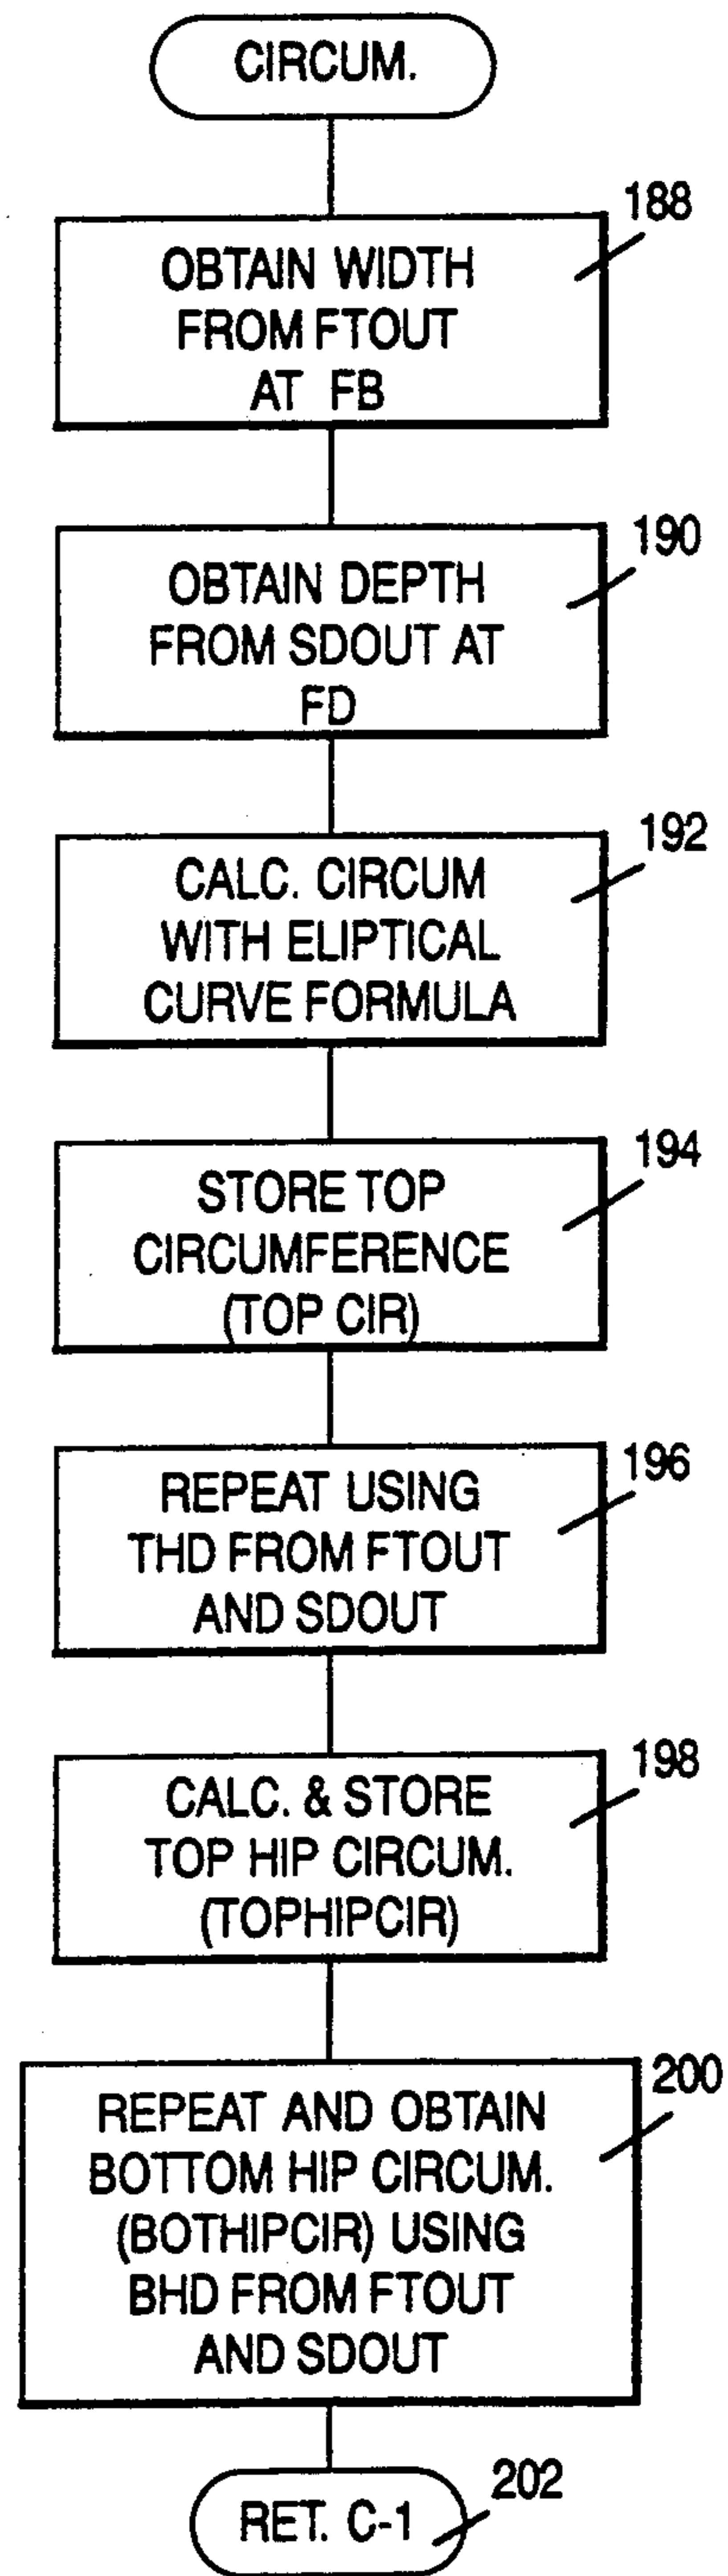 CIRCUM.
188
OBTAIN WIDTH
FROM FTOUT
AT FB
190
OBTAIN DEPTH
FROM SDOUT AT
FD
192
CALC. CIRCUM
WITH ELIPTICAL
CURVE FORMULA
194
STORE TOP
CIRCUMFERENCE
(TOP CIR)
196
REPEAT USING
THD FROM FTOUT
AND SDOUT
198
CALC. & STORE
TOP HIP CIRCUM.
(TOPHIPCIR)
200
REPEAT AND OBTAIN
BOTTOM HIP CIRCUM.
(BOTHIPCIR) USING
BHD FROM FTOUT
AND SDOUT
RET. C-1
202